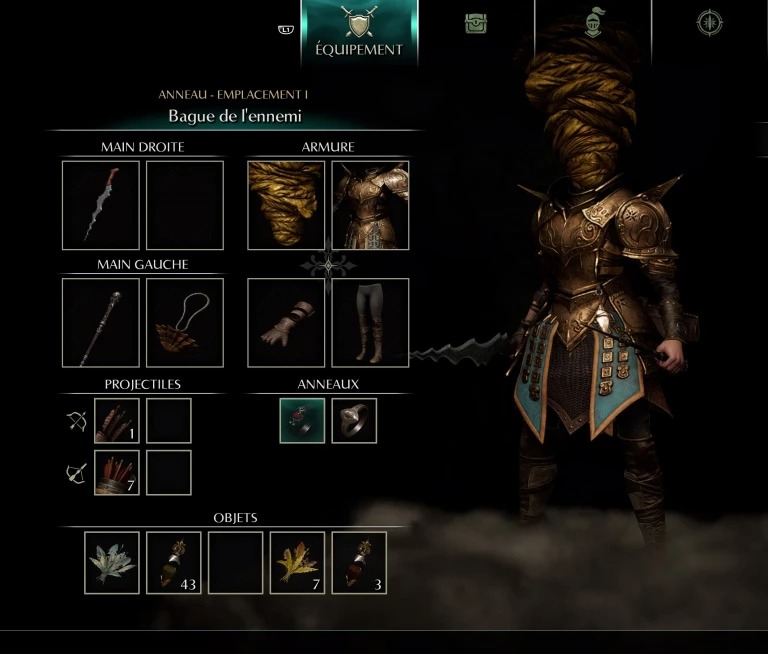 L1
ÉQUIPEMENT
ANNEAU - EMPLACEMENT I
Bague de l'ennemi
MAIN DROITE
ARMURE
MAIN GAUCHE
PROJECTILES
ANNEAUX
1
7
OBJETS
43
7
3